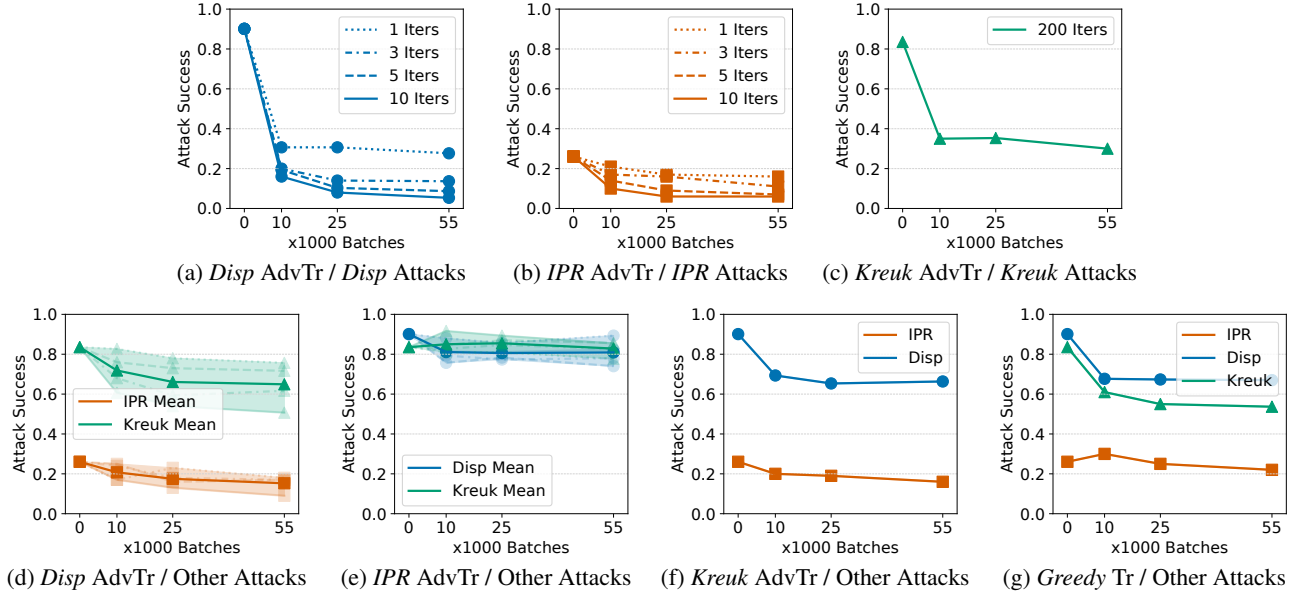 Attack Success
1.0
0.8
0.6
0.4
0.2
0.0
1 Iters
3 Iters
5 Iters
10 Iters
0 10 25 55
x1000 Batches
(a) Disp AdvTr / Disp Attacks
Attack Success
1.0
0.8
0.6
0.4
0.2
0.0
1 Iters
3 Iters
5 Iters
10 Iters
0 10 25 55
x1000 Batches
(b) IPR AdvTr / IPR Attacks
Attack Success
1.0
0.8
0.6
0.4
0.2
0.0
200 Iters
0 10 25 55
x1000 Batches
(c) Kreuk AdvTr / Kreuk Attacks
Attack Success
1.0
0.8
0.6
0.4
0.2
0.0
IPR Mean
Kreuk Mean
0 10 25 55
x1000 Batches
(d) Disp AdvTr / Other Attacks
Attack Success
1.0
0.8
0.6
0.4
0.2
0.0
Disp Mean
Kreuk Mean
0 10 25 55
x1000 Batches
(e) IPR AdvTr / Other Attacks
Attack Success
1.0
0.8
0.6
0.4
0.2
0.0
IPR
Disp
0 10 25 55
x1000 Batches
(f) Kreuk AdvTr / Other Attacks
Attack Success
1.0
0.8
0.6
0.4
0.2
0.0
IPR
Disp
Kreuk
0 10 25 55
x1000 Batches
(g) Greedy Tr / Other Attacks